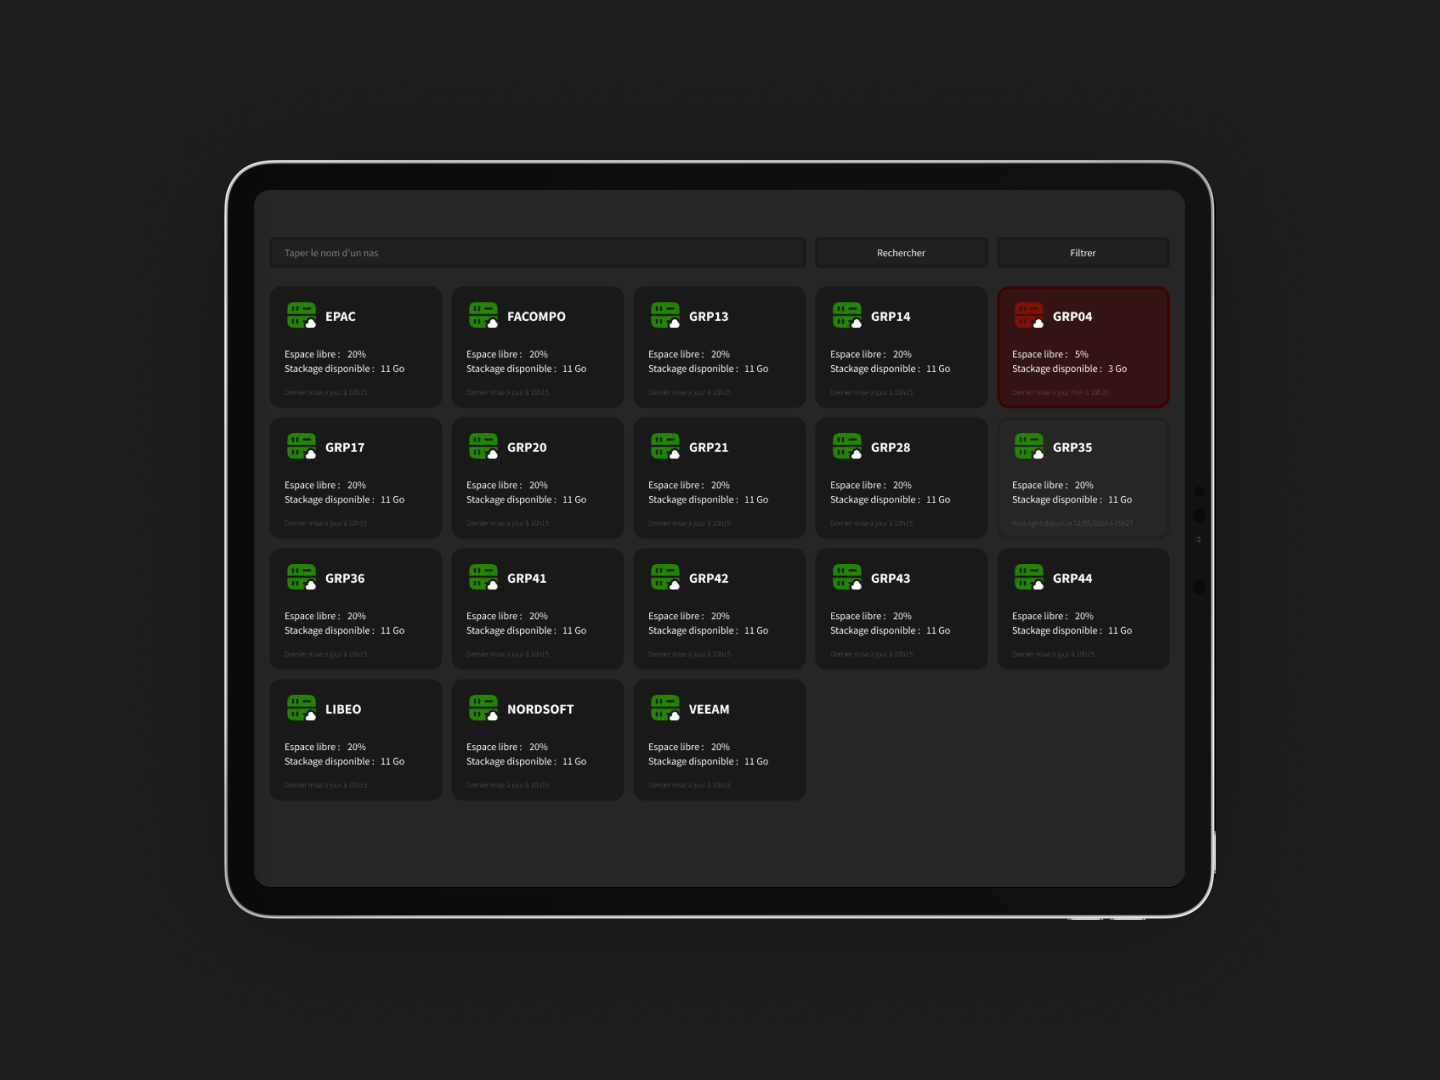 Taper le nom d'un nas
Rechercher
Filtrer
EPAC
Espace libre : 20%
Stackage disponible : 11 Go
Dernier mise à jour à 10h15
FACOMPO
Espace libre : 20%
Stackage disponible : 11 Go
Dernier mise à jour à 10h15
GRP13
Espace libre : 20%
Stackage disponible : 11 Go
Dernier mise à jour à 10h15
GRP14
Espace libre : 20%
Stackage disponible : 11 Go
Dernier mise à jour à 10h15
GRP04
Espace libre : 5%
Stackage disponible : 3 Go
Dernier mise à jour mer à 18h35
GRP17
Espace libre : 20%
Stackage disponible : 11 Go
Dernier mise à jour à 10h15
GRP20
Espace libre : 20%
Stackage disponible : 11 Go
Dernier mise à jour à 10h15
GRP21
Espace libre : 20%
Stackage disponible : 11 Go
Dernier mise à jour à 10h15
GRP28
Espace libre : 20%
Stackage disponible : 11 Go
Dernier mise à jour à 10h15
GRP35
Espace libre : 20%
Stackage disponible : 11 Go
Hors ligne depuis le 12/05/2024 à 15h27
GRP36
Espace libre : 20%
Stackage disponible : 11 Go
Dernier mise à jour à 10h15
GRP41
Espace libre : 20%
Stackage disponible : 11 Go
Dernier mise à jour à 10h15
GRP42
Espace libre : 20%
Stackage disponible : 11 Go
Dernier mise à jour à 10h15
GRP43
Espace libre : 20%
Stackage disponible : 11 Go
Dernier mise à jour à 10h15
GRP44
Espace libre : 20%
Stackage disponible : 11 Go
Dernier mise à jour à 10h15
LIBEO
Espace libre : 20%
Stackage disponible : 11 Go
Dernier mise à jour à 10h15
NORDSOFT
Espace libre : 20%
Stackage disponible : 11 Go
Dernier mise à jour à 10h15
VEEAM
Espace libre : 20%
Stackage disponible : 11 Go
Dernier mise à jour à 10h15